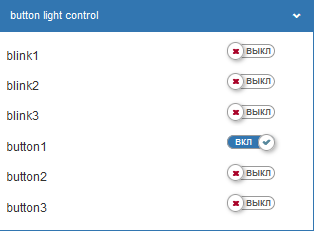 button light control
blink1 ВЫКЛ
blink2 ВЫКЛ
blink3 ВЫКЛ
button1 ВКЛ
button2 ВЫКЛ
button3 ВЫКЛ